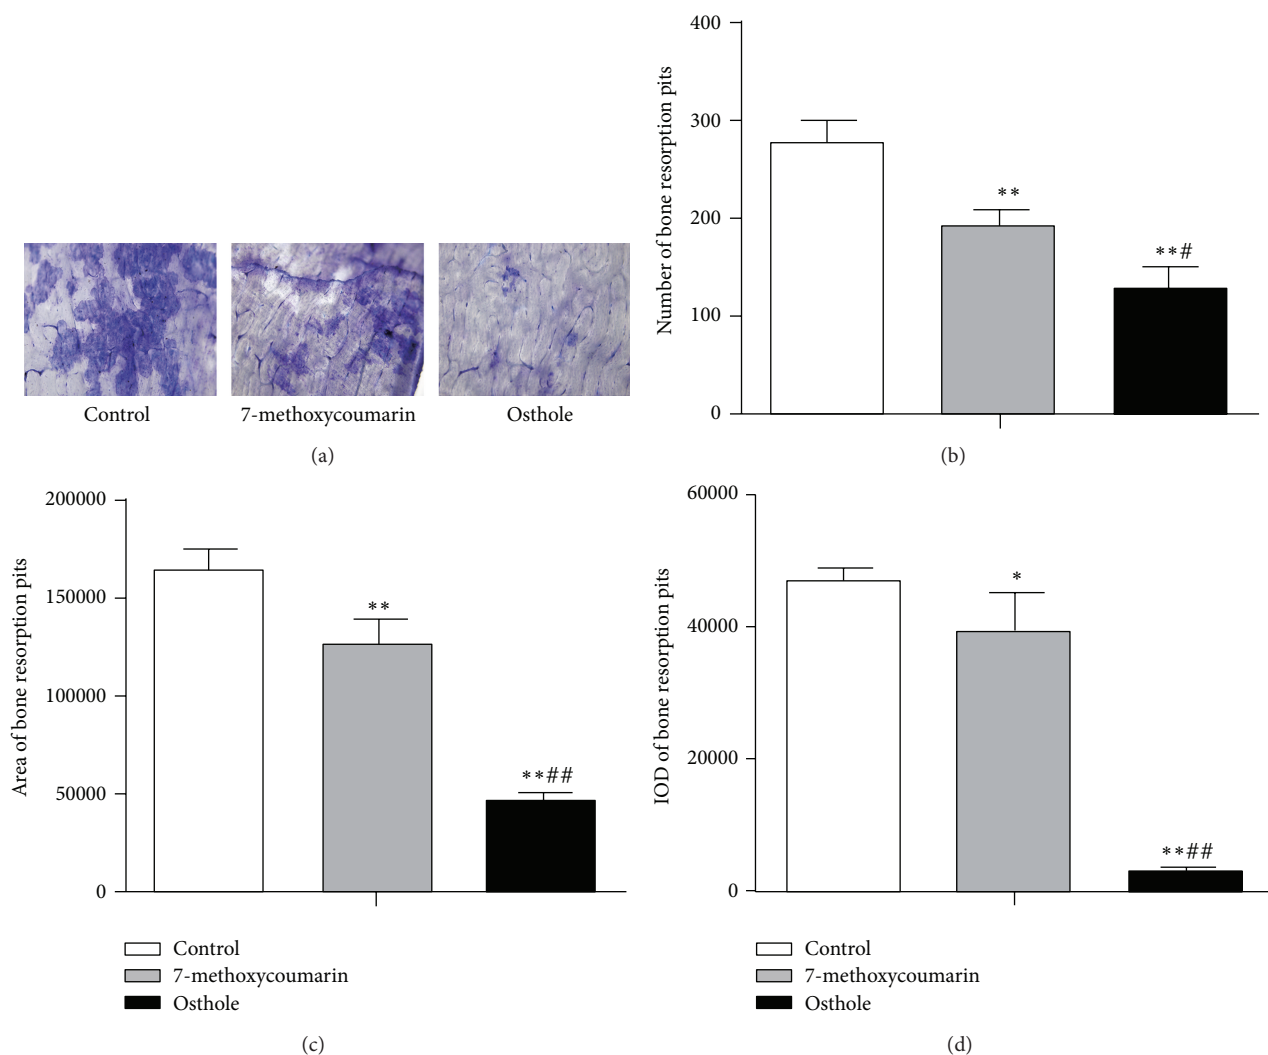 Control
7-methoxycoumarin
Osthole
(a)
400
300
200
100
0
Number of bone resorption pits
**
**#
(b)
200000
150000
100000
50000
0
Area of bone resorption pits
**
**##
Control
7-methoxycoumarin
Osthole
(c)
60000
40000
20000
0
IOD of bone resorption pits
*
**##
Control
7-methoxycoumarin
Osthole
(d)